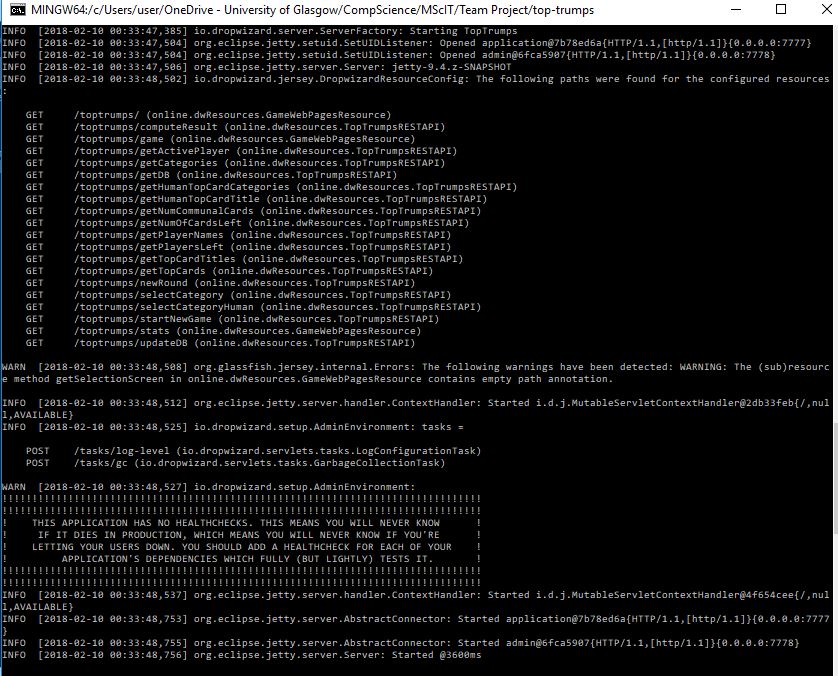 MINGW64:/c/Users/user/OneDrive - University of Glasgow/CompScience/MScIT/Team Project/top-trumps
INFO  [2018-02-10 00:33:47,385] io.dropwizard.server.ServerFactory: Starting TopTrumps
INFO  [2018-02-10 00:33:47,504] org.eclipse.jetty.setuid.SetUIDListener: Opened application@7b78ed6a{HTTP/1.1,[http/1.1]}{0.0.0.0:7777}
INFO  [2018-02-10 00:33:47,504] org.eclipse.jetty.setuid.SetUIDListener: Opened admin@6fca5907{HTTP/1.1,[http/1.1]}{0.0.0.0:7778}
INFO  [2018-02-10 00:33:47,506] org.eclipse.jetty.server.Server: jetty-9.4.z-SNAPSHOT
INFO  [2018-02-10 00:33:48,502] io.dropwizard.jersey.DropwizardResourceConfig: The following paths were found for the configured resources
:
GET     /toptrumps/ (online.dwResources.GameWebPagesResource)
GET     /toptrumps/computeResult (online.dwResources.TopTrumpsRESTAPI)
GET     /toptrumps/game (online.dwResources.GameWebPagesResource)
GET     /toptrumps/getActivePlayer (online.dwResources.TopTrumpsRESTAPI)
GET     /toptrumps/getCategories (online.dwResources.TopTrumpsRESTAPI)
GET     /toptrumps/getDB (online.dwResources.TopTrumpsRESTAPI)
GET     /toptrumps/getHumanTopCardCategories (online.dwResources.TopTrumpsRESTAPI)
GET     /toptrumps/getHumanTopCardTitle (online.dwResources.TopTrumpsRESTAPI)
GET     /toptrumps/getNumCommunalCards (online.dwResources.TopTrumpsRESTAPI)
GET     /toptrumps/getNumOfCardsLeft (online.dwResources.TopTrumpsRESTAPI)
GET     /toptrumps/getPlayerNames (online.dwResources.TopTrumpsRESTAPI)
GET     /toptrumps/getPlayersLeft (online.dwResources.TopTrumpsRESTAPI)
GET     /toptrumps/getTopCardTitles (online.dwResources.TopTrumpsRESTAPI)
GET     /toptrumps/getTopCards (online.dwResources.TopTrumpsRESTAPI)
GET     /toptrumps/newRound (online.dwResources.TopTrumpsRESTAPI)
GET     /toptrumps/selectCategory (online.dwResources.TopTrumpsRESTAPI)
GET     /toptrumps/selectCategoryHuman (online.dwResources.TopTrumpsRESTAPI)
GET     /toptrumps/startNewGame (online.dwResources.TopTrumpsRESTAPI)
GET     /toptrumps/stats (online.dwResources.GameWebPagesResource)
GET     /toptrumps/updateDB (online.dwResources.TopTrumpsRESTAPI)
WARN  [2018-02-10 00:33:48,508] org.glassfish.jersey.internal.Errors: The following warnings have been detected: WARNING: The (sub)resourc
e method getSelectionScreen in online.dwResources.GameWebPagesResource contains empty path annotation.
INFO  [2018-02-10 00:33:48,512] org.eclipse.jetty.server.handler.ContextHandler: Started i.d.j.MutableServletContextHandler@2db33feb{/,nul
l,AVAILABLE}
INFO  [2018-02-10 00:33:48,525] io.dropwizard.setup.AdminEnvironment: tasks =
POST    /tasks/log-level (io.dropwizard.servlets.tasks.LogConfigurationTask)
POST    /tasks/gc (io.dropwizard.servlets.tasks.GarbageCollectionTask)
WARN  [2018-02-10 00:33:48,527] io.dropwizard.setup.AdminEnvironment:
!!!!!!!!!!!!!!!!!!!!!!!!!!!!!!!!!!!!!!!!!!!!!!!!!!!!!!!!!!!!!!!!!!!!!!!!!!!!!!!!
!!!!!!!!!!!!!!!!!!!!!!!!!!!!!!!!!!!!!!!!!!!!!!!!!!!!!!!!!!!!!!!!!!!!!!!!!!!!!!!!
!    THIS APPLICATION HAS NO HEALTHCHECKS. THIS MEANS YOU WILL NEVER KNOW      !
!     IF IT DIES IN PRODUCTION, WHICH MEANS YOU WILL NEVER KNOW IF YOU'RE      !
!    LETTING YOUR USERS DOWN. YOU SHOULD ADD A HEALTHCHECK FOR EACH OF YOUR    !
!         APPLICATION'S DEPENDENCIES WHICH FULLY (BUT LIGHTLY) TESTS IT.       !
!!!!!!!!!!!!!!!!!!!!!!!!!!!!!!!!!!!!!!!!!!!!!!!!!!!!!!!!!!!!!!!!!!!!!!!!!!!!!!!!
!!!!!!!!!!!!!!!!!!!!!!!!!!!!!!!!!!!!!!!!!!!!!!!!!!!!!!!!!!!!!!!!!!!!!!!!!!!!!!!!
INFO  [2018-02-10 00:33:48,537] org.eclipse.jetty.server.handler.ContextHandler: Started i.d.j.MutableServletContextHandler@4f654cee{/,nul
l,AVAILABLE}
INFO  [2018-02-10 00:33:48,753] org.eclipse.jetty.server.AbstractConnector: Started application@7b78ed6a{HTTP/1.1,[http/1.1]}{0.0.0.0:7777
}
INFO  [2018-02-10 00:33:48,755] org.eclipse.jetty.server.AbstractConnector: Started admin@6fca5907{HTTP/1.1,[http/1.1]}{0.0.0.0:7778}
INFO  [2018-02-10 00:33:48,756] org.eclipse.jetty.server.Server: Started @3600ms